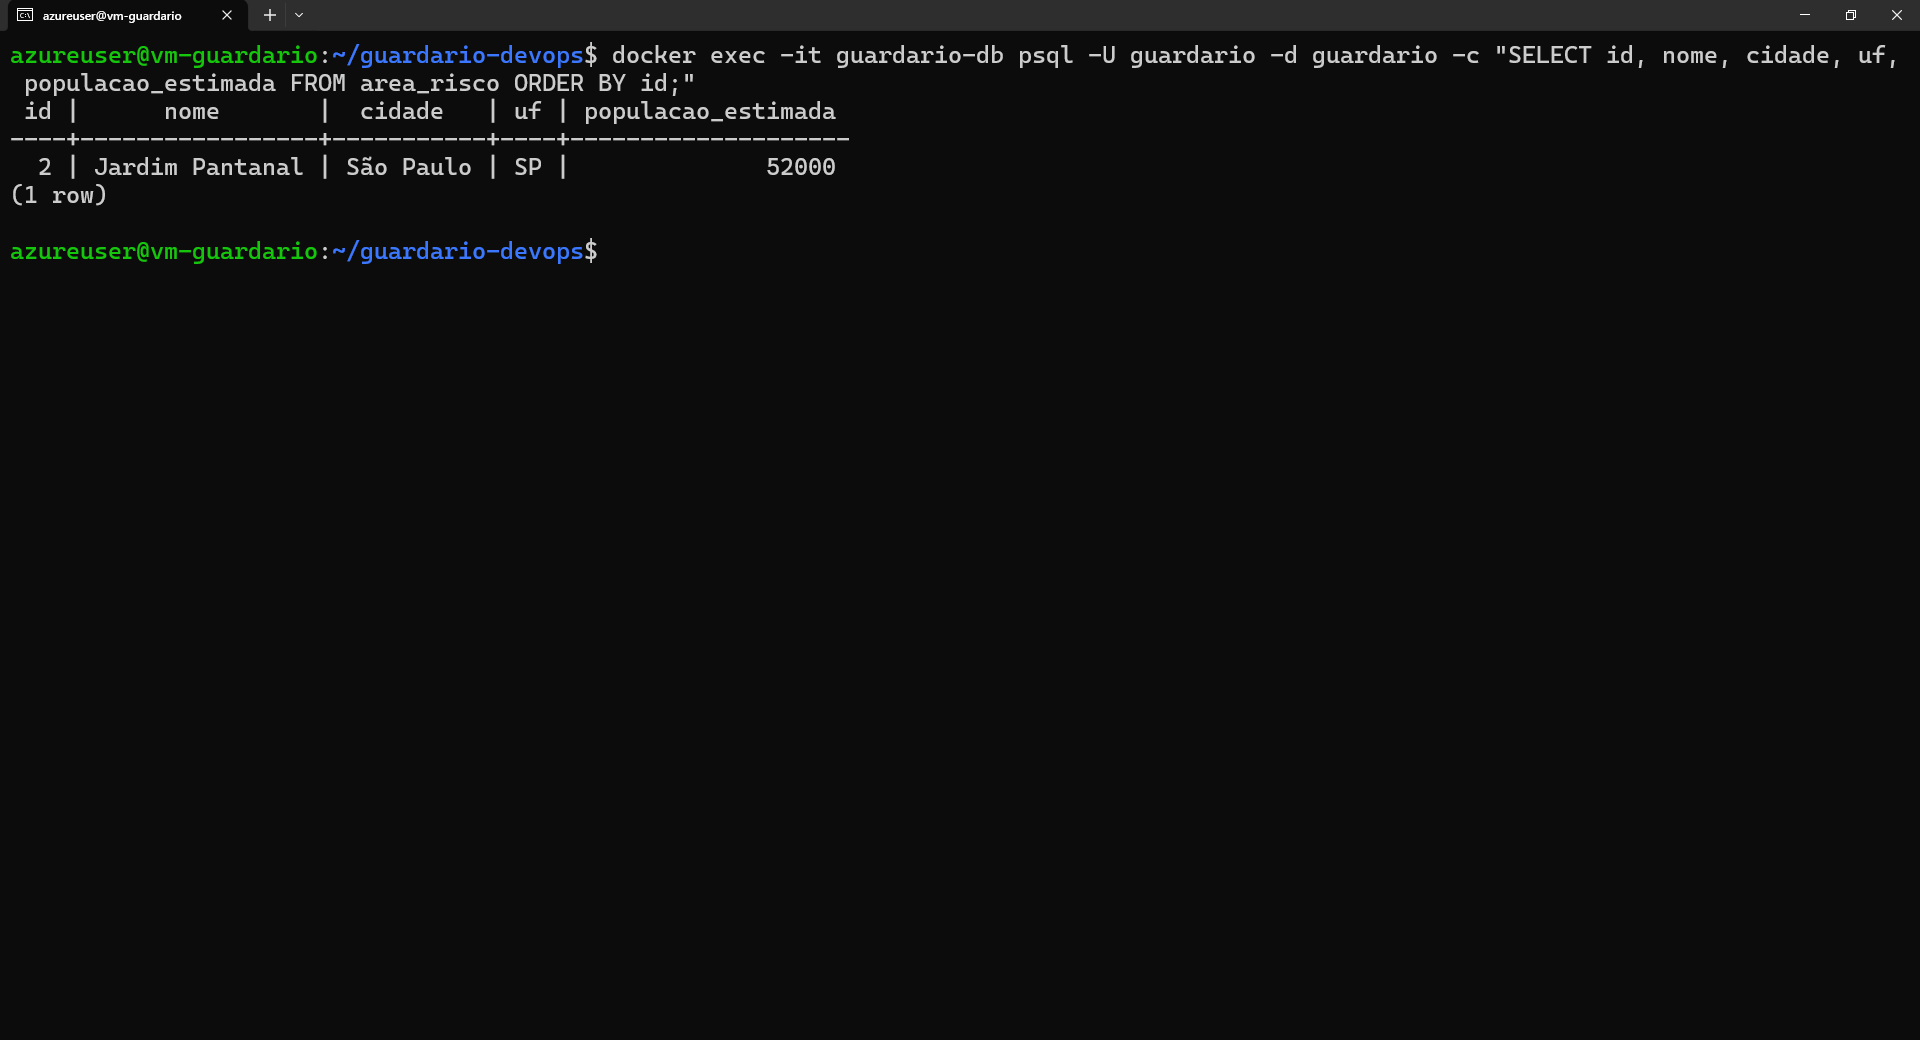 azureuser@vm-guardario
azureuser@vm-guardario:~/guardario-devops$ docker exec -it guardario-db psql -U guardario -d guardario -c "SELECT id, nome, cidade, uf,
 populacao_estimada FROM area_risco ORDER BY id;"
 id |      nome       |  cidade   | uf | populacao_estimada
----+-----------------+-----------+----+--------------------
  2 | Jardim Pantanal | São Paulo | SP |              52000
(1 row)
azureuser@vm-guardario:~/guardario-devops$